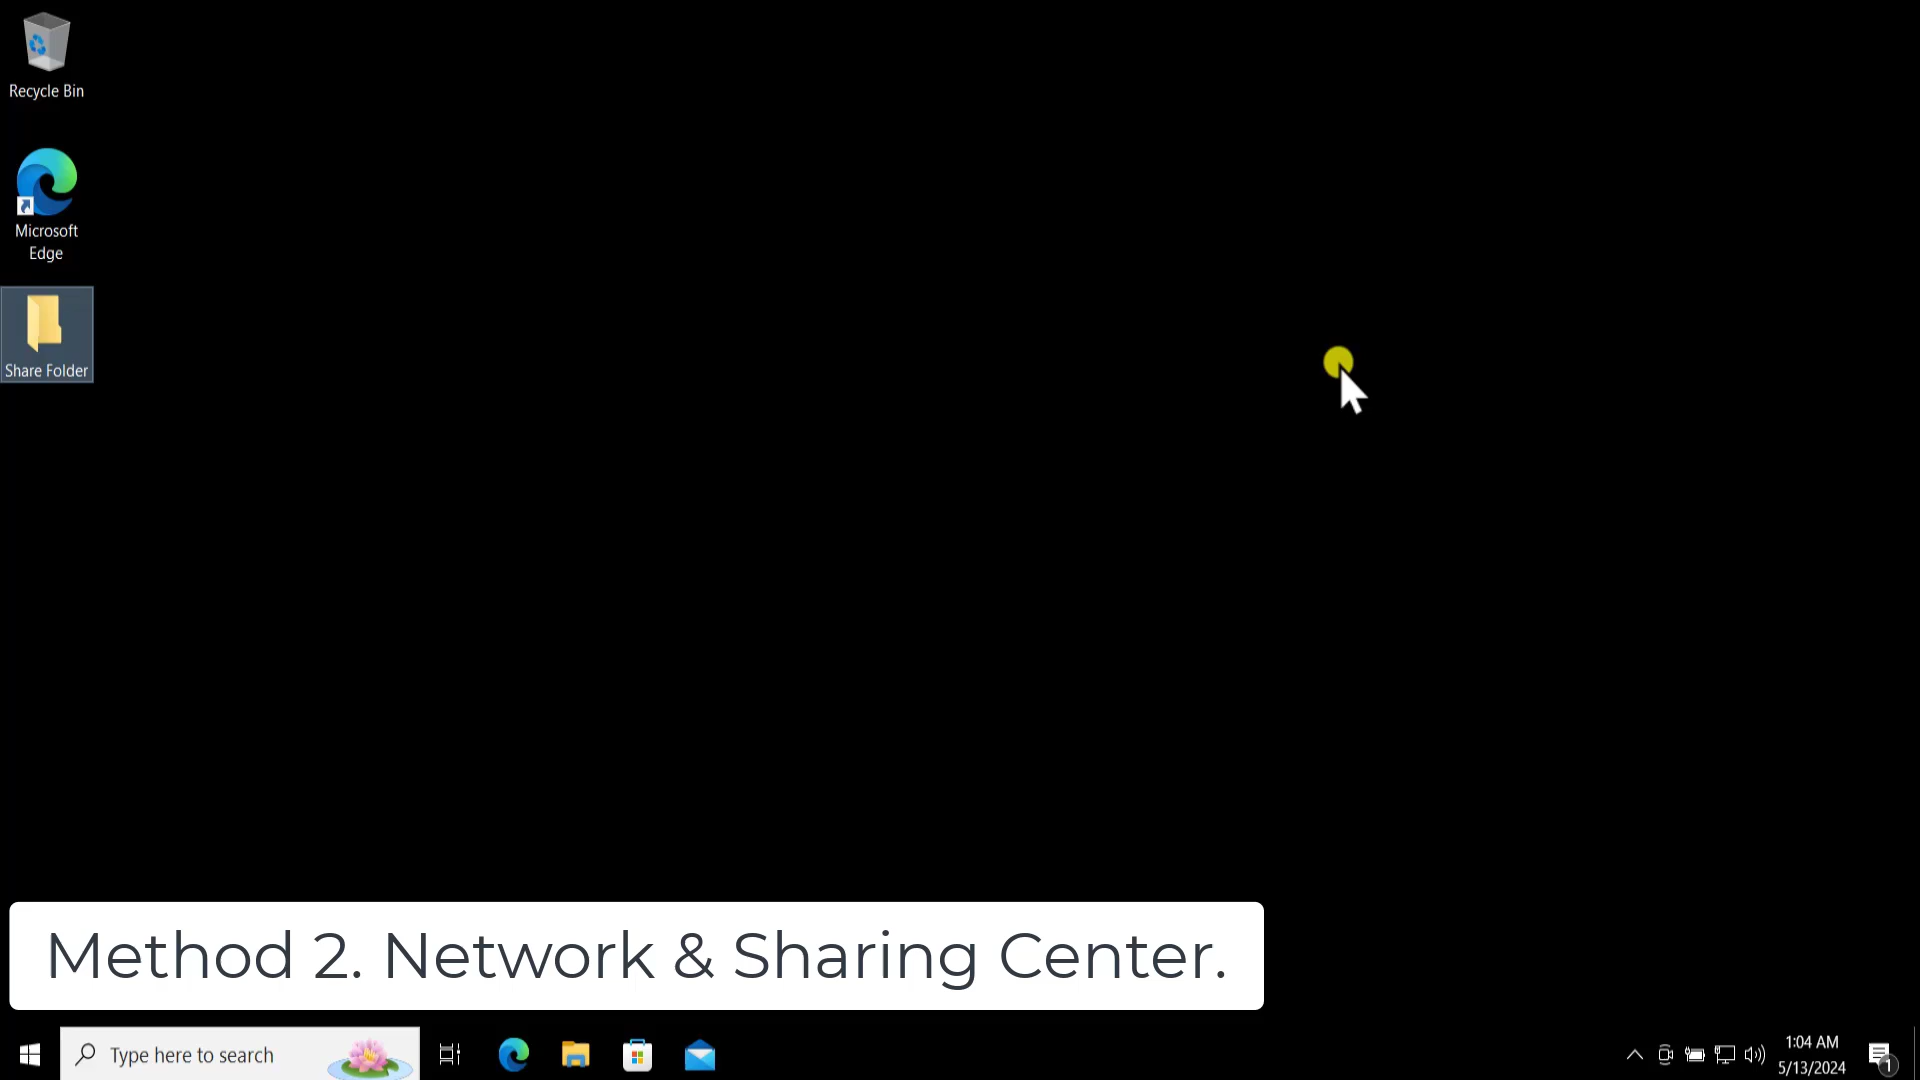 Recycle Bin
Microsoft
Edge
Share Folder
Method 2. Network & Sharing Center.
Type here to search
1:04 AM
5/13/2024
1